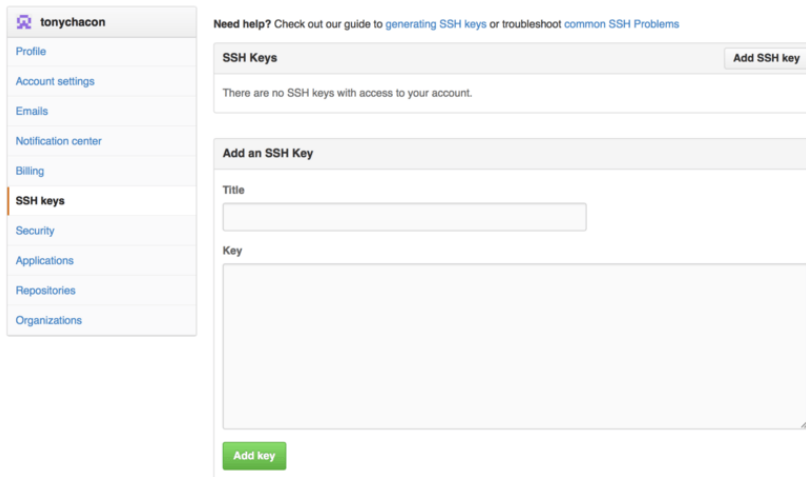 tonychacon
Profile
Account settings
Emails
Notification center
Billing
SSH keys
Security
Applications
Repositories
Organizations
Need help? Check out our guide to generating SSH keys or troubleshoot common SSH Problems
SSH Keys
Add SSH key
There are no SSH keys with access to your account.
Add an SSH Key
Title
Key
Add key